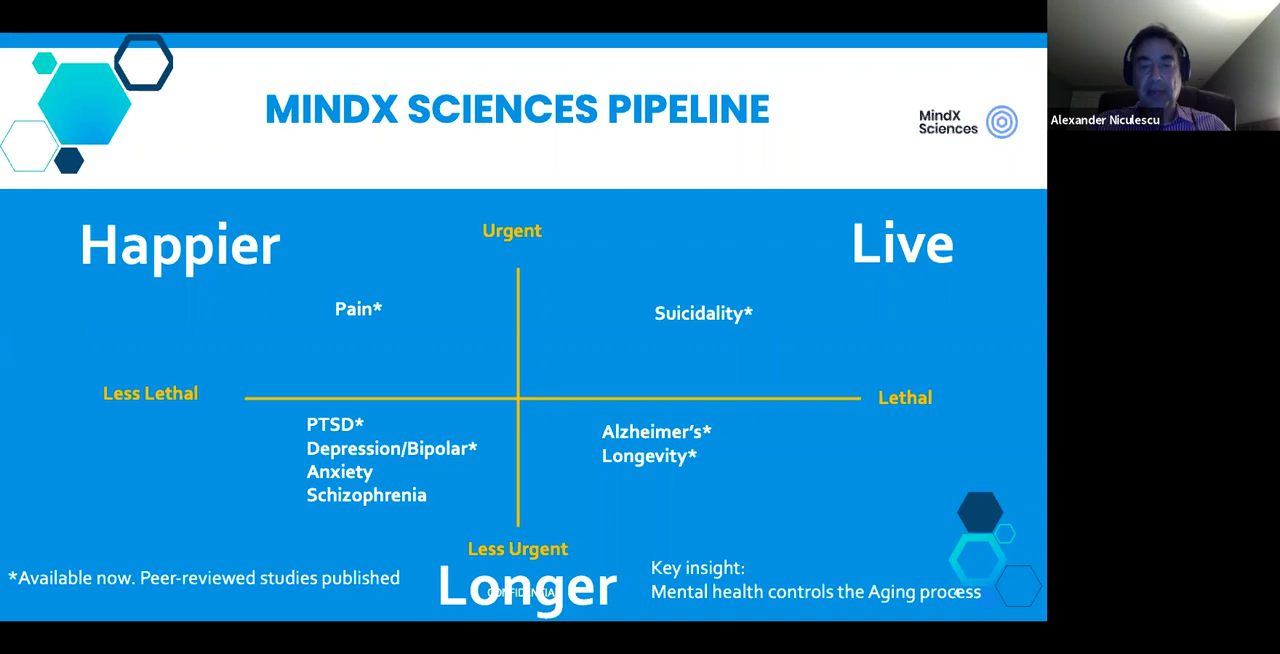 MINDX SCIENCES PIPELINE
MindX
Sciences
Alexander Niculescu
Happier
Urgent
Live
Pain*
Suicidality*
Less Lethal
Lethal
PTSD*
Depression/Bipolar*
Anxiety
Schizophrenia
Alzheimer's*
Longevity*
Less Urgent
*Available now. Peer-reviewed studies published
Longer
CONFIDENTIAL
Key insight:
Mental health controls the Aging process